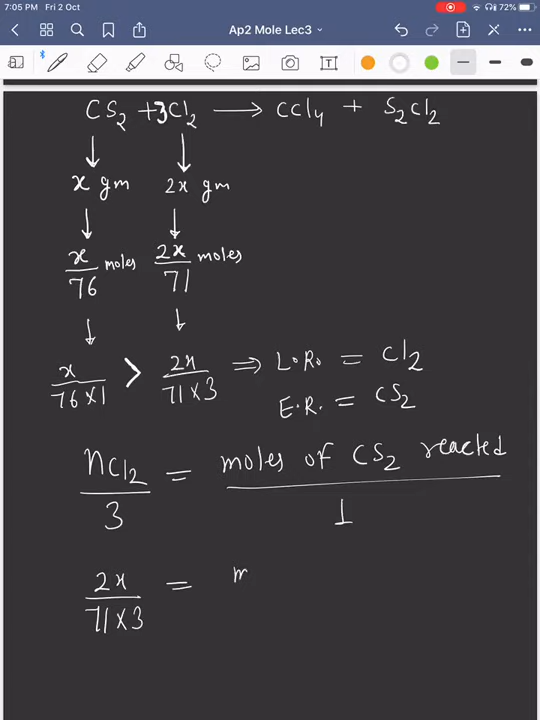 7:05 PM Fri 2 Oct 72%
Ap2 Mole Lec3
T
CS2 + 3Cl2 → CCl4 + S2Cl2
x gm 2x gm
x/76 moles 2x/71 moles
x/76×1 > 2x/71×3 ⇒ L.R. = Cl2
E.R. = CS2
nCl2/3 = moles of CS2 reacted/1
2x/71×3 = m